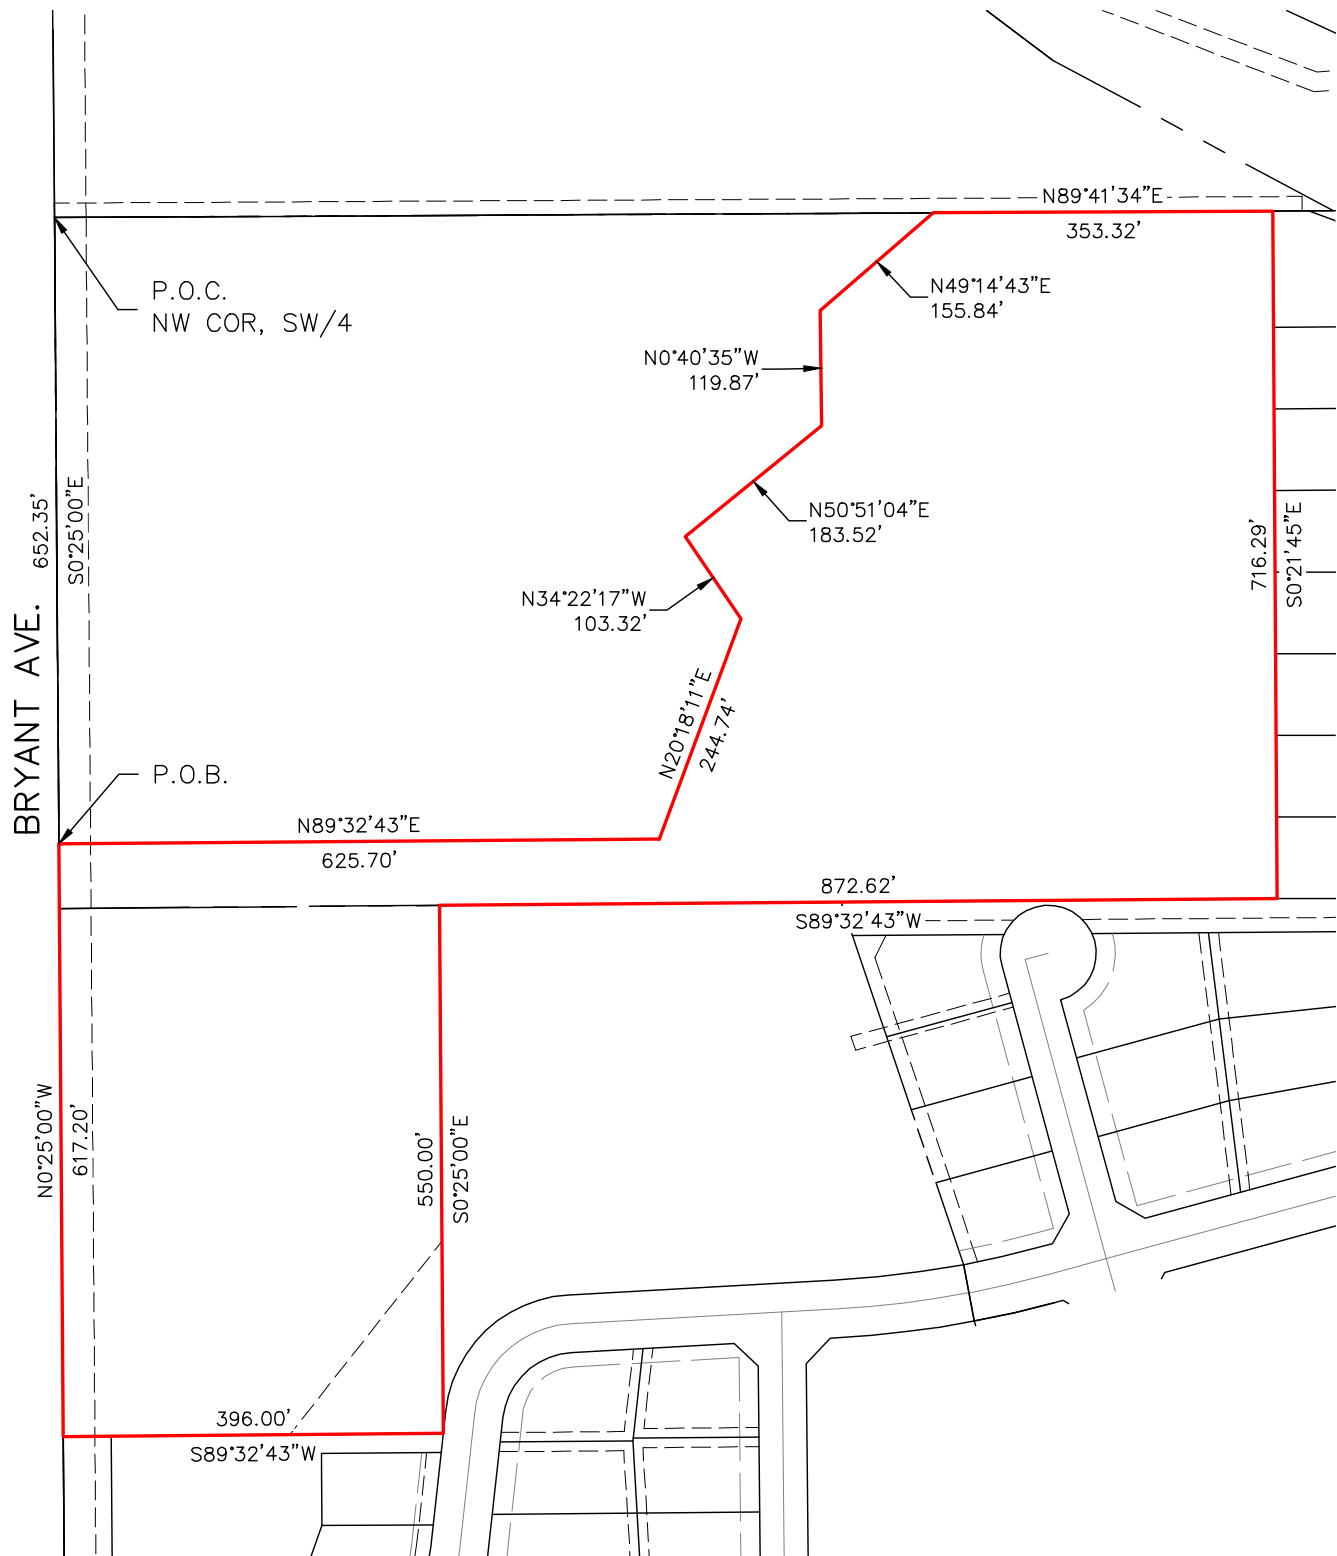 N89°41'34"E
353.32'
P.O.C.
NW COR, SW/4
N49°14'43"E
155.84'
N0°40'35"W
119.87'
652.35'
S0°25'00"E
N50°51'04"E
183.52'
716.29'
S0°21'45"E
N34°22'17"W
103.32'
BRYANT AVE.
N20°18'11"E
244.74'
P.O.B.
N89°32'43"E
625.70'
872.62'
S89°32'43"W
N0°25'00"W
617.20'
550.00'
S0°25'00"E
396.00'
S89°32'43"W